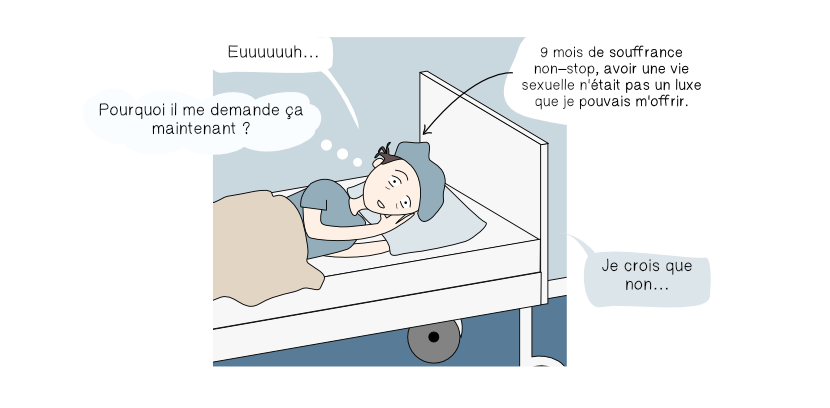 Euuuuuuh...
9 mois de souffrance
non-stop, avoir une vie
sexuelle n'était pas un luxe
que je pouvais m'offrir.
Pourquoi il me demande ça
maintenant ?
Je crois que
non...